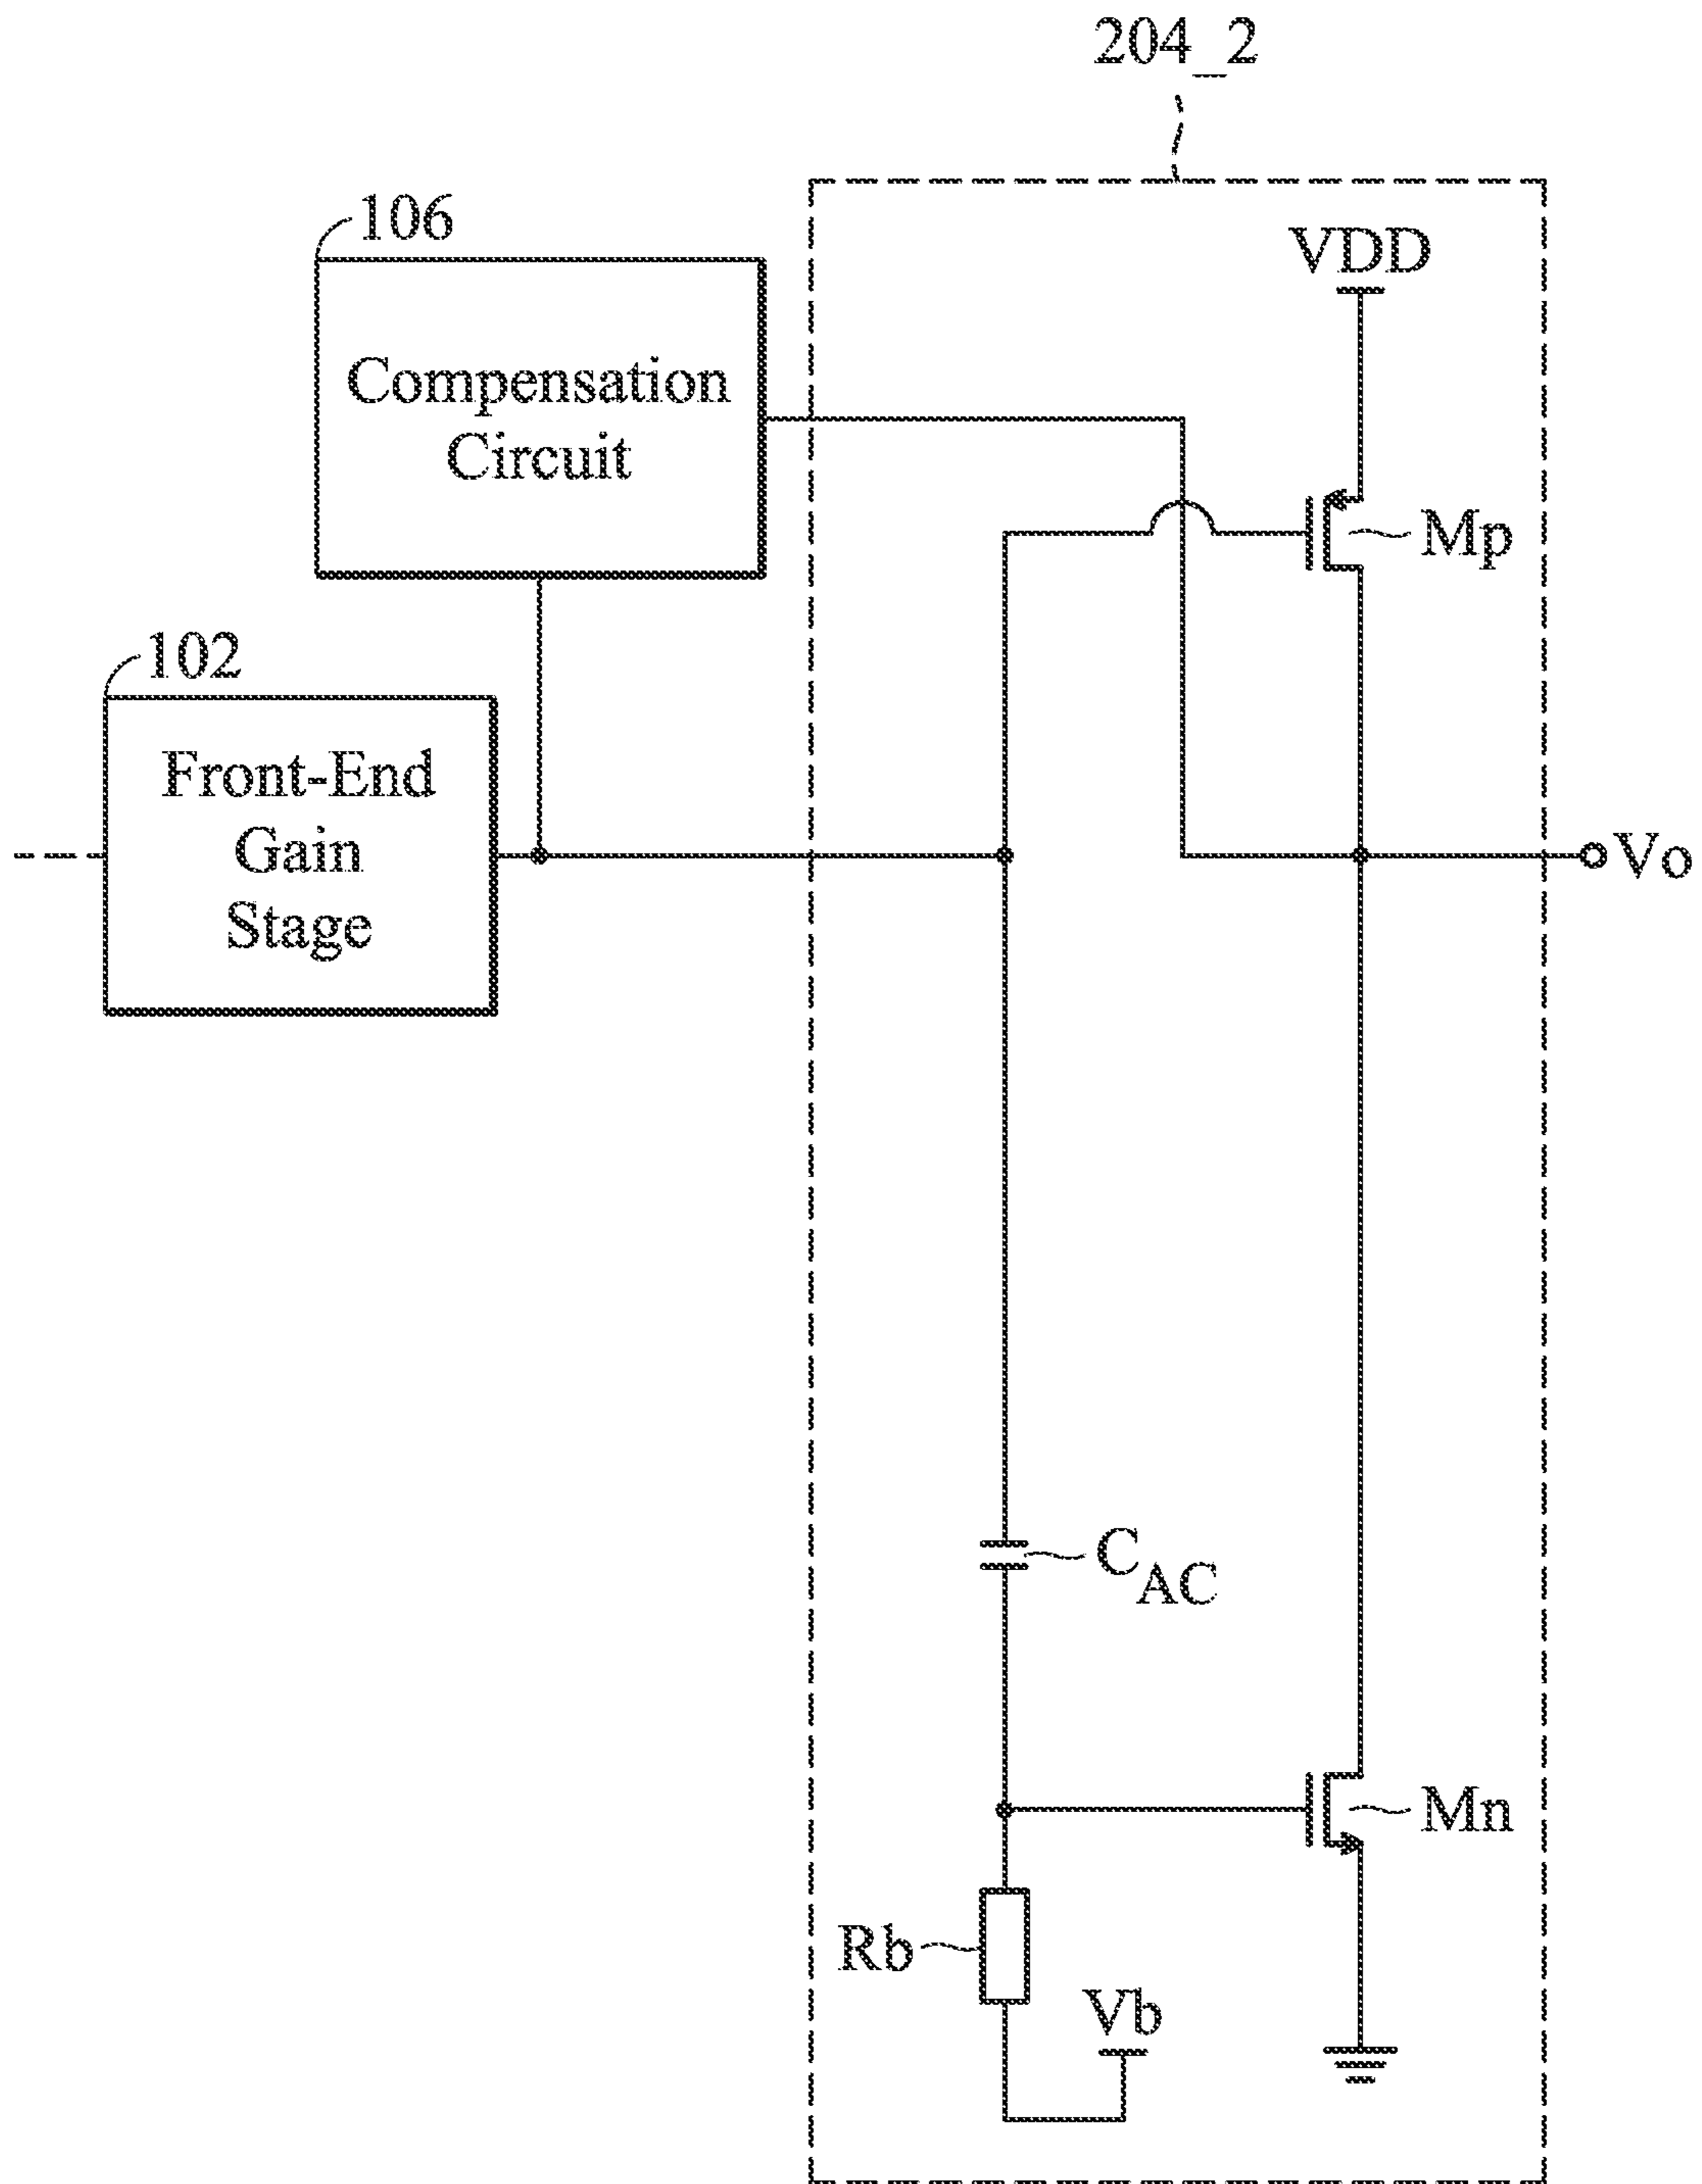 204_2
106
VDD
Compensation
Circuit
Mp
102
Front-End
Gain
Stage
Vo
CAC
Mn
Rb
Vb